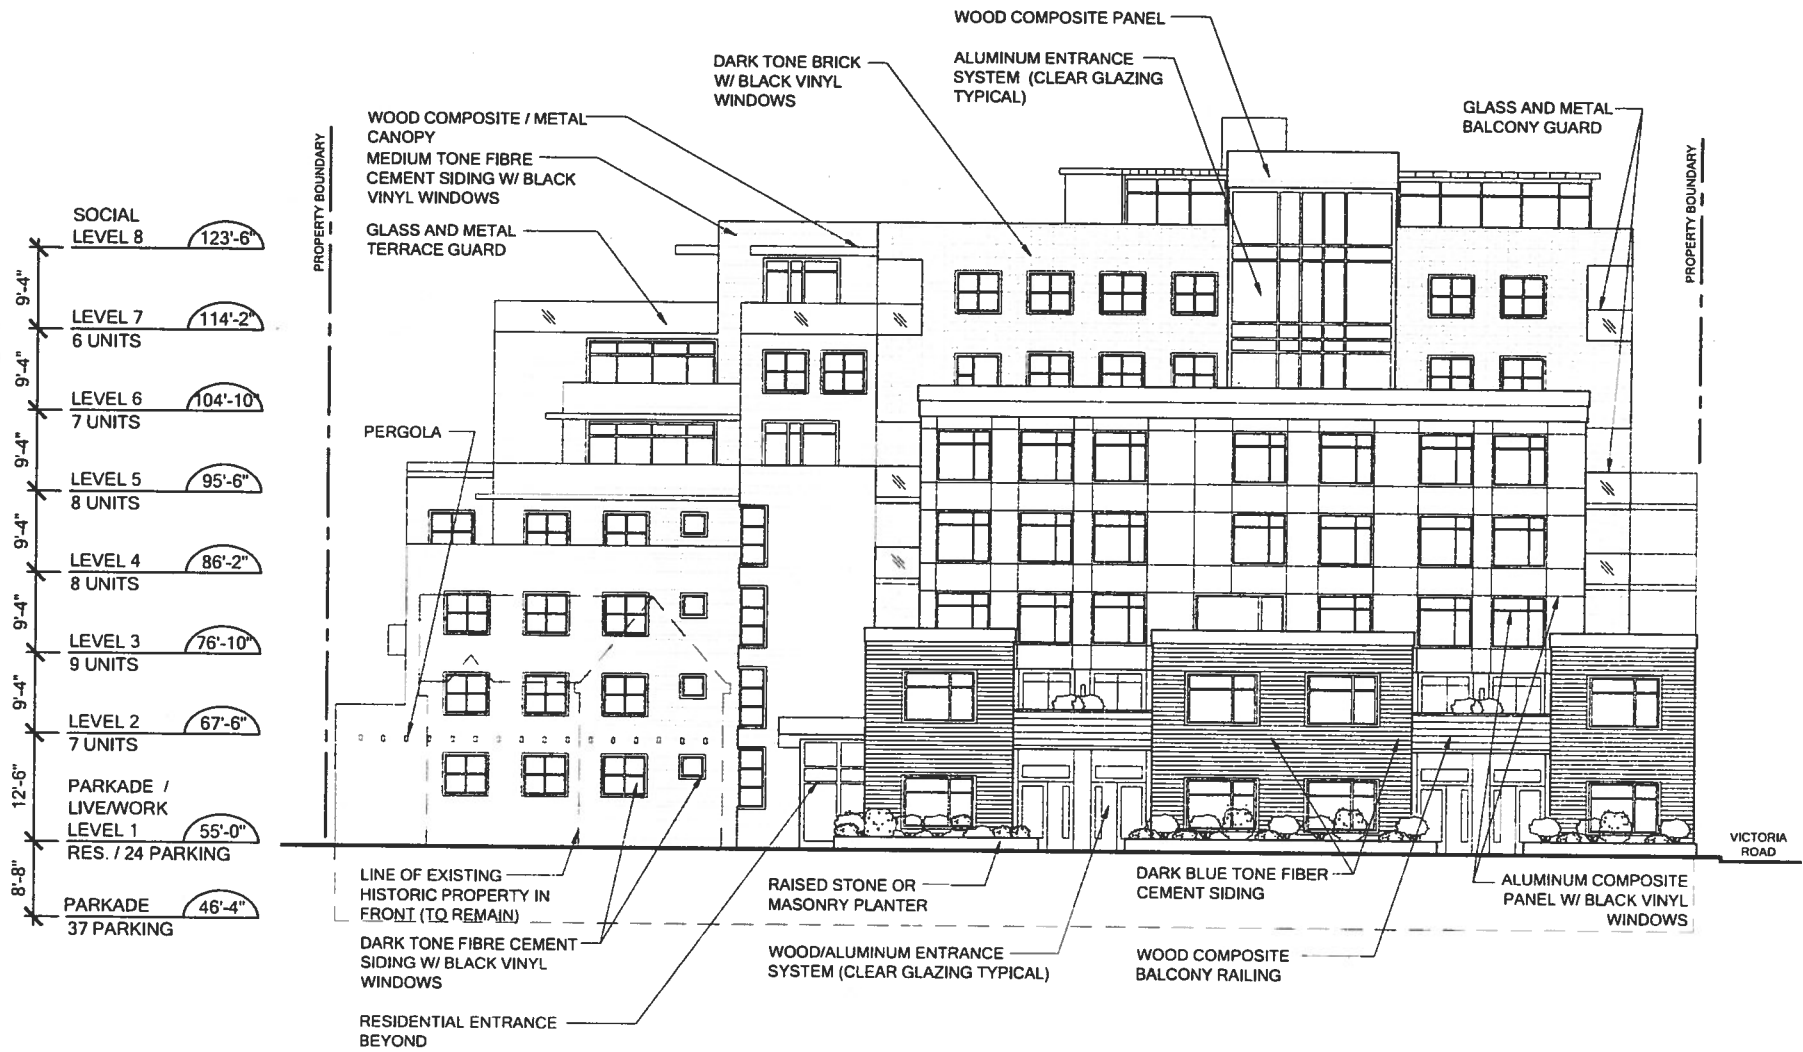 WOOD COMPOSITE PANEL
DARK TONE BRICK
W/ BLACK VINYL
WINDOWS
ALUMINUM ENTRANCE
SYSTEM (CLEAR GLAZING
TYPICAL)
GLASS AND METAL
BALCONY GUARD
WOOD COMPOSITE / METAL
CANOPY
MEDIUM TONE FIBRE
CEMENT SIDING W/ BLACK
VINYL WINDOWS
GLASS AND METAL
TERRACE GUARD
PERGOLA
PROPERTY BOUNDARY
PROPERTY BOUNDARY
SOCIAL
LEVEL 8 123'-6"
9'-4"
LEVEL 7 114'-2"
6 UNITS
9'-4"
LEVEL 6 104'-10"
7 UNITS
9'-4"
LEVEL 5 95'-6"
8 UNITS
9'-4"
LEVEL 4 86'-2"
8 UNITS
9'-4"
LEVEL 3 76'-10"
9 UNITS
9'-4"
LEVEL 2 67'-6"
7 UNITS
12'-6"
PARKADE /
LIVE/WORK
LEVEL 1 55'-0"
RES. / 24 PARKING
8'-8"
PARKADE 46'-4"
37 PARKING
VICTORIA
ROAD
LINE OF EXISTING
HISTORIC PROPERTY IN
FRONT (TO REMAIN)
DARK TONE FIBRE CEMENT
SIDING W/ BLACK VINYL
WINDOWS
RESIDENTIAL ENTRANCE
BEYOND
RAISED STONE OR
MASONRY PLANTER
WOOD/ALUMINUM ENTRANCE
SYSTEM (CLEAR GLAZING TYPICAL)
DARK BLUE TONE FIBER
CEMENT SIDING
WOOD COMPOSITE
BALCONY RAILING
ALUMINUM COMPOSITE
PANEL W/ BLACK VINYL
WINDOWS